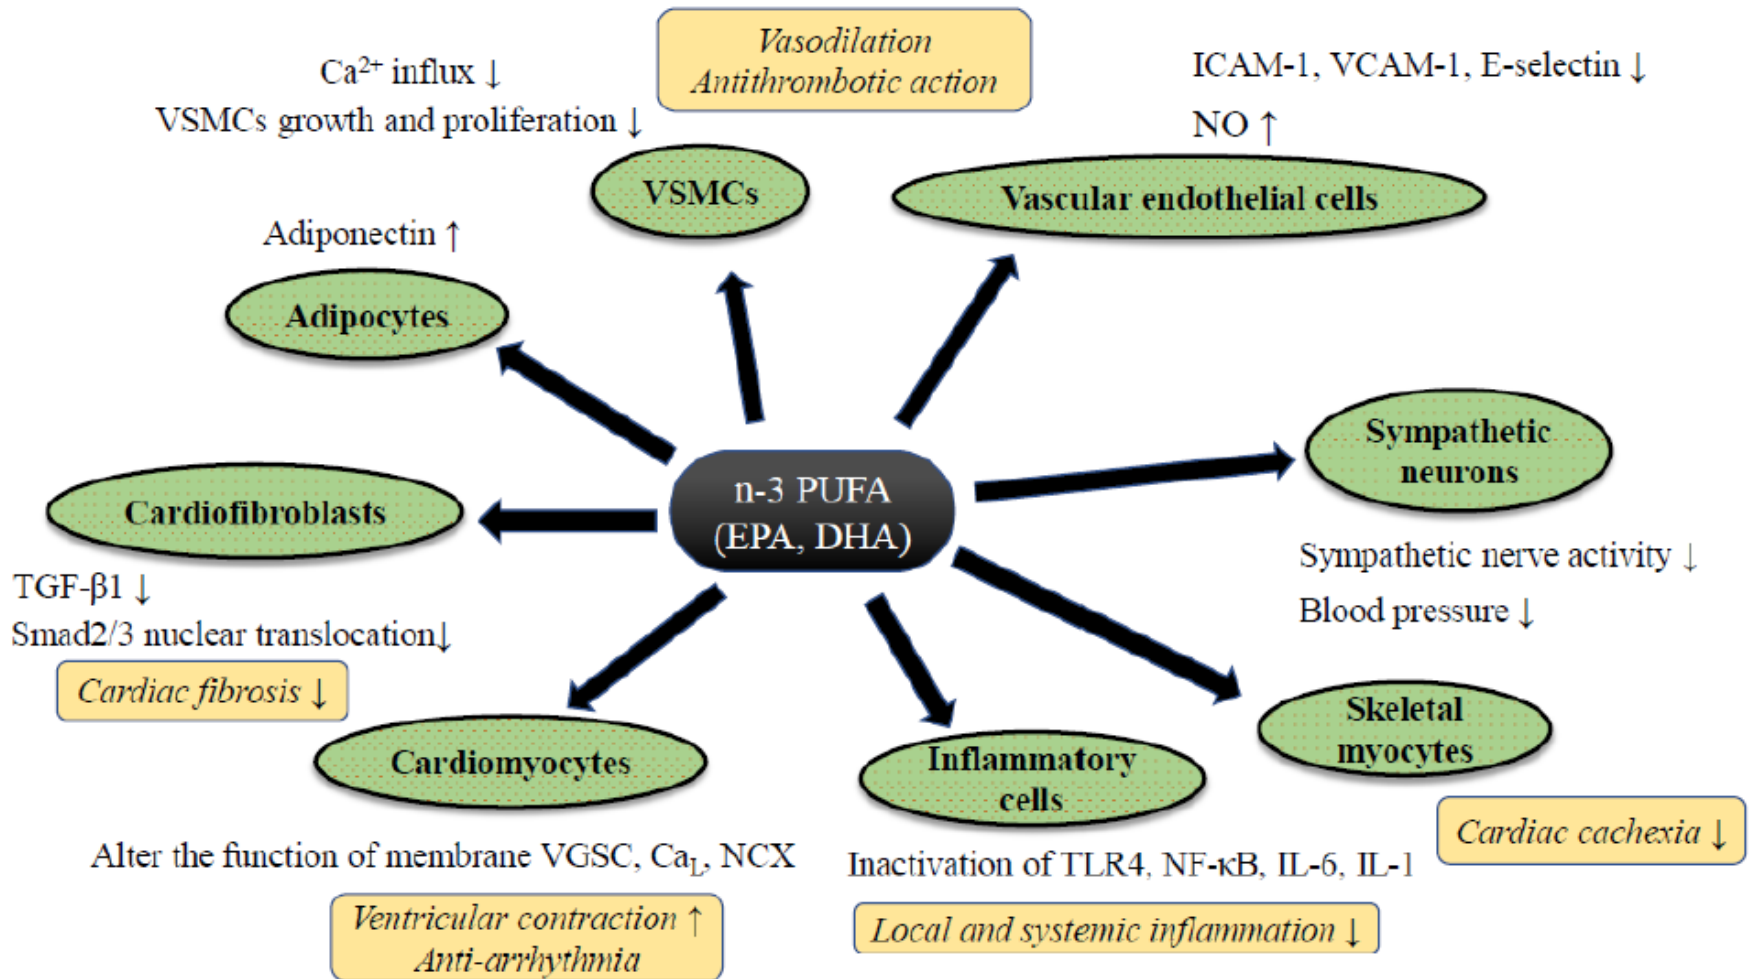 Vasodilation
Antithrombotic action
Ca²⁺ influx ↓
VSMCs growth and proliferation ↓
VSMCs
ICAM-1, VCAM-1, E-selectin ↓
NO ↑
Vascular endothelial cells
Adiponectin ↑
Adipocytes
Sympathetic
neurons
Sympathetic nerve activity ↓
Blood pressure ↓
n-3 PUFA
(EPA, DHA)
Cardiofibroblasts
TGF-β1 ↓
Smad2/3 nuclear translocation↓
Cardiac fibrosis ↓
Cardiomyocytes
Alter the function of membrane VGSC, Ca_L, NCX
Ventricular contraction ↑
Anti-arrhythmia
Inflammatory
cells
Inactivation of TLR4, NF-κB, IL-6, IL-1
Local and systemic inflammation ↓
Skeletal
myocytes
Cardiac cachexia ↓